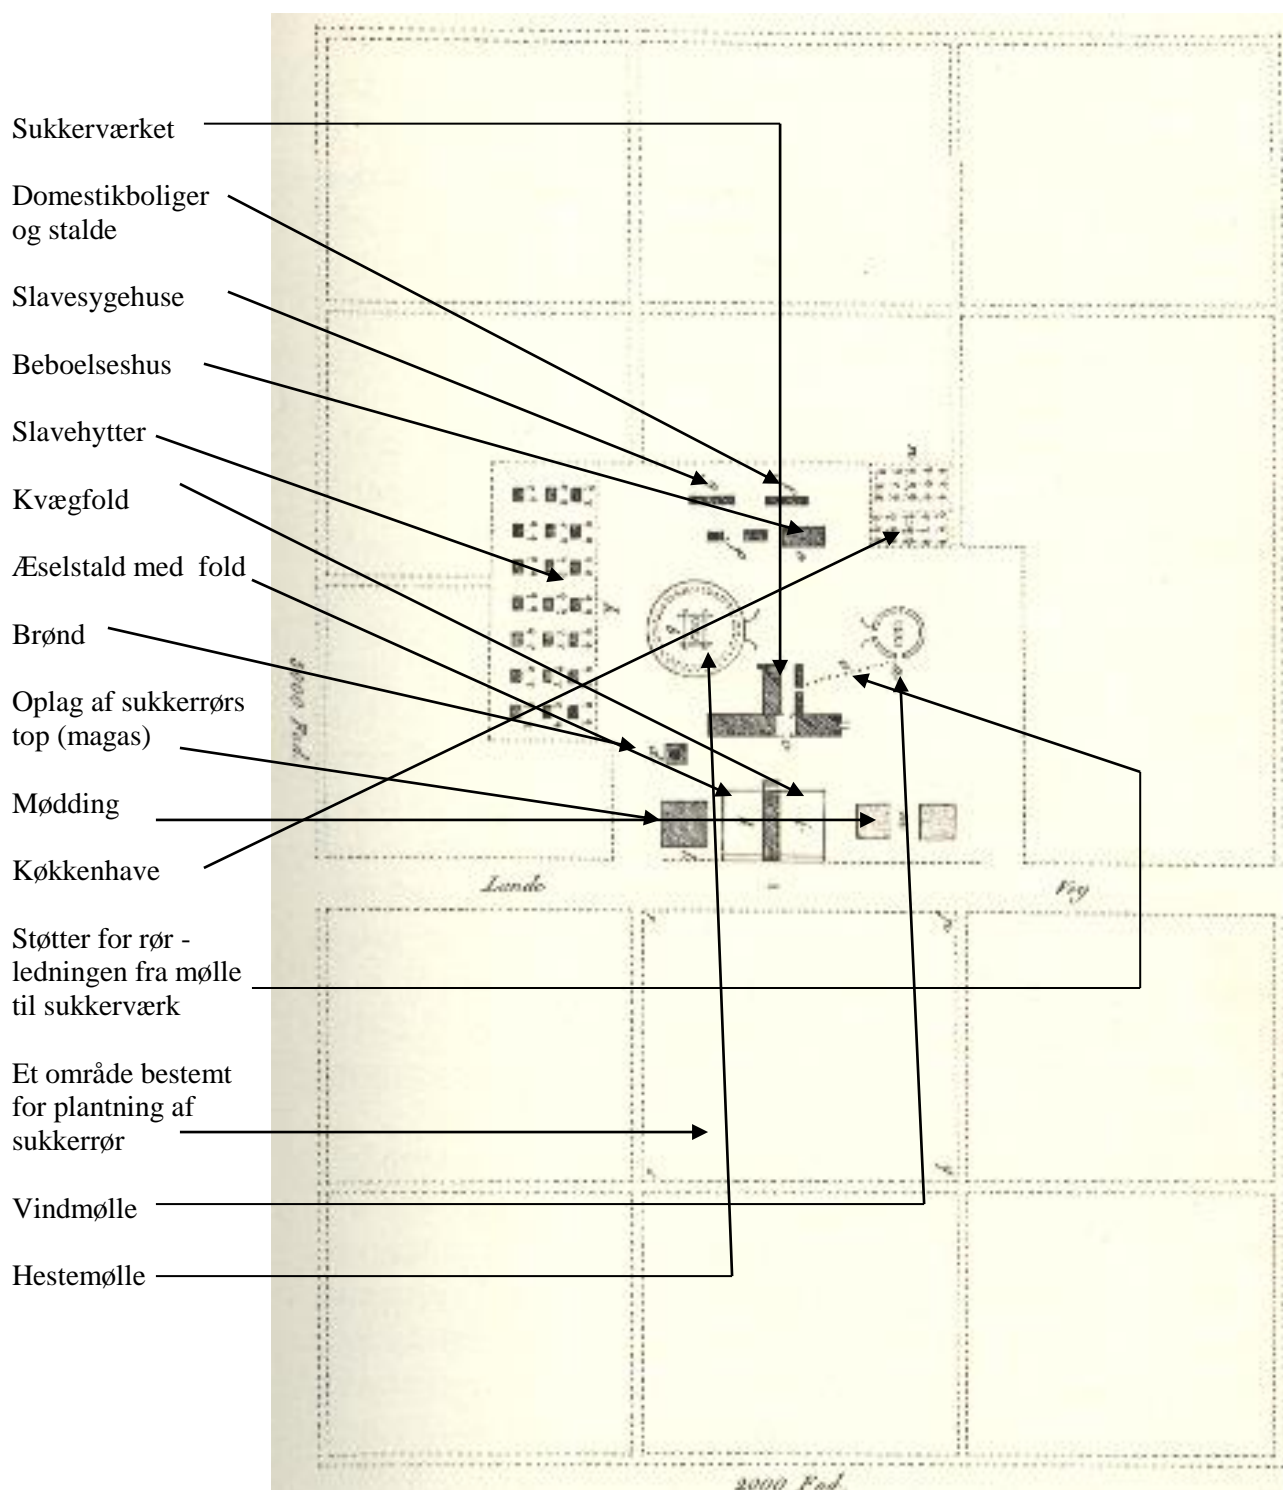 Sukkerværket
Domestikboliger
og stalde
Slavesygehuse
Beboelseshus
Slavehytter
Kvægfold
Æselstald med fold
Brønd
Oplag af sukkerrørs
top (magas)
Mødding
Køkkenhave
Støtter for rør -
ledningen fra mølle
til sukkerværk
Et område bestemt
for plantning af
sukkerrør
Vindmølle
Hestemølle
Lande
Vey
2000 Fod.